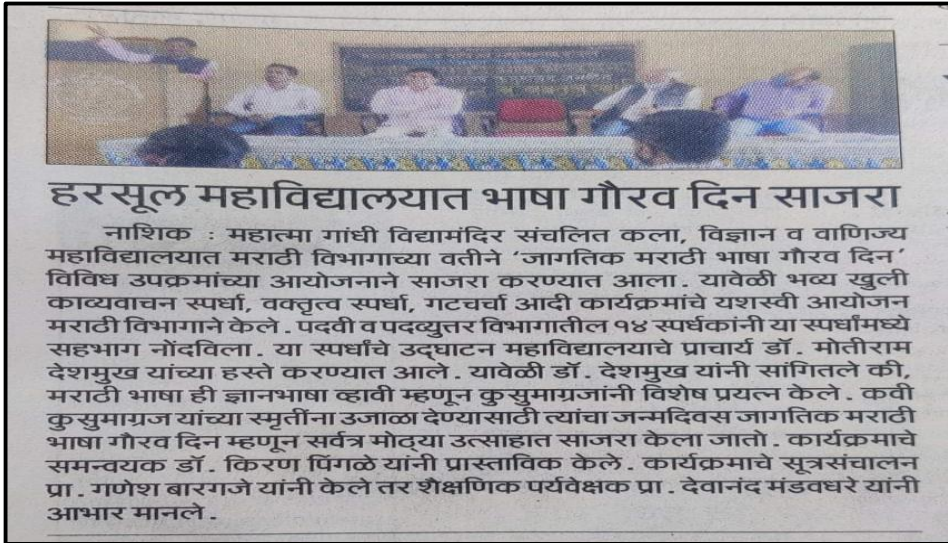 हरसूल महाविद्यालयात भाषा गौरव दिन साजरा
नाशिक : महात्मा गांधी विद्यामंदिर संचलित कला, विज्ञान व वाणिज्य
महाविद्यालयात मराठी विभागाच्या वतीने ‘जागतिक मराठी भाषा गौरव दिन’
विविध उपक्रमांच्या आयोजनाने साजरा करण्यात आला. यावेळी भव्य खुली
काव्यवाचन स्पर्धा, वक्तृत्व स्पर्धा, गटचर्चा आदी कार्यक्रमांचे यशस्वी आयोजन
मराठी विभागाने केले. पदवी व पदव्युत्तर विभागातील १४ स्पर्धकांनी या स्पर्धांमध्ये
सहभाग नोंदविला. या स्पर्धांचे उद्‌घाटन महाविद्यालयाचे प्राचार्य डॉ. मोतीराम
देशमुख यांच्या हस्ते करण्यात आले. यावेळी डॉ. देशमुख यांनी सांगितले की,
मराठी भाषा ही ज्ञानभाषा व्हावी म्हणून कुसुमाग्रजांनी विशेष प्रयत्न केले. कवी
कुसुमाग्रज यांच्या स्मृतींना उजाळा देण्यासाठी त्यांचा जन्मदिवस जागतिक मराठी
भाषा गौरव दिन म्हणून सर्वत्र मोठ्या उत्साहात साजरा केला जातो. कार्यक्रमाचे
समन्वयक डॉ. किरण पिंगळे यांनी प्रास्ताविक केले. कार्यक्रमाचे सूत्रसंचालन
प्रा. गणेश बारगजे यांनी केले तर शैक्षणिक पर्यवेक्षक प्रा. देवानंद मंडवधरे यांनी
आभार मानले.